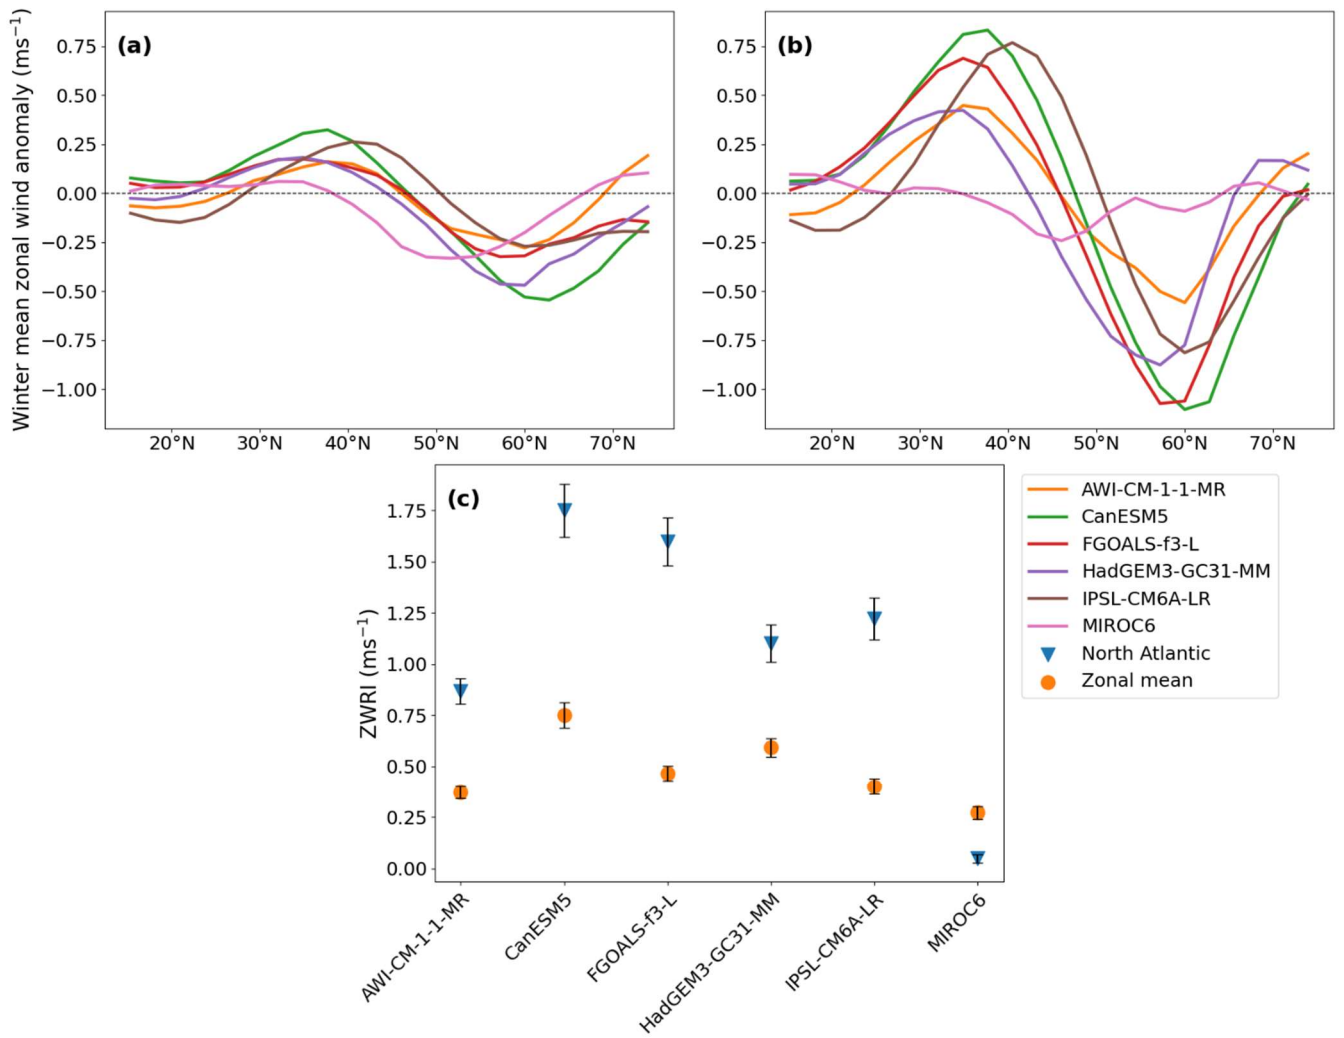 Winter mean zonal wind anomaly (ms⁻¹)
(a)
0.75
0.50
0.25
0.00
−0.25
−0.50
−0.75
−1.00
20°N 30°N 40°N 50°N 60°N 70°N
(b)
0.75
0.50
0.25
0.00
−0.25
−0.50
−0.75
−1.00
20°N 30°N 40°N 50°N 60°N 70°N
(c)
ZWRI (ms⁻¹)
1.75
1.50
1.25
1.00
0.75
0.50
0.25
0.00
AWI-CM-1-1-MR
CanESM5
FGOALS-f3-L
HadGEM3-GC31-MM
IPSL-CM6A-LR
MIROC6
AWI-CM-1-1-MR
CanESM5
FGOALS-f3-L
HadGEM3-GC31-MM
IPSL-CM6A-LR
MIROC6
North Atlantic
Zonal mean